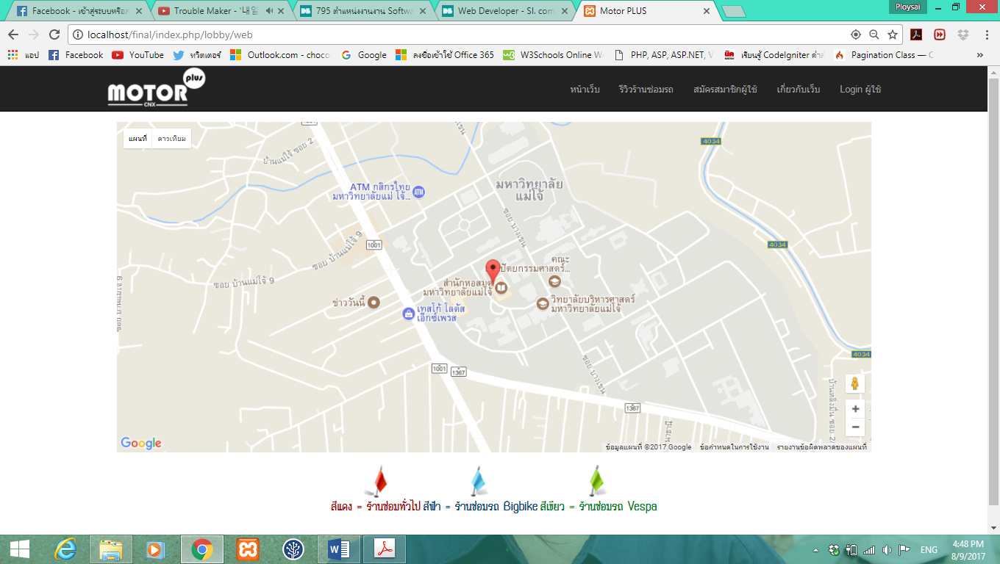 Facebook - เข้าสู่ระบบหรือส
Trouble Maker - '내일
795 ตำแหน่งงานงาน Softwa
Web Developer - SI. com
Motor PLUS
Ploysai
localhost/final/index.php/lobby/web
แอป
Facebook
YouTube
ทวิตเตอร์
Outlook.com - choco
Google
ลงชื่อเข้าใช้ Office 365
W3Schools Online W
PHP, ASP, ASP.NET, V
เรียนรู้ CodeIgniter ตำ
Pagination Class — C
MOTOR plus
CNX
หน้าเว็บ
รีวิวร้านซ่อมรถ
สมัครสมาชิกผู้ใช้
เกี่ยวกับเว็บ
Login ผู้ใช้
แผนที่
ดาวเทียม
4034
บ้านแม่โจ้ ซอย 2
ATM กสิกรไทย
มหาวิทยาลัยแม่ โจ้...
ATM
มหาวิทยาลัย
แม่โจ้
ซอย บางเขน
1001
ซอย บ้านแม่โจ้ 9
4034
ซอย บ้านแม่โจ้ 9
คณะ
ปัตยกรรมศาสตร์...
สำนักหอสมุด
มหาวิทยาลัยแม่โจ้
ข่าววันนี้
เทสโก้ โลตัส
เอ็กซ์เพรส
วิทยาลัยบริหารศาสตร์
มหาวิทยาลัยแม่โจ้
4034
1001
1367
ซอย บางเขน
1367
Google
ข้อมูลแผนที่ ©2017 Google
ข้อกำหนดในการใช้งาน
รายงานข้อผิดพลาดของแผนที่
สีแดง = ร้านซ่อมทั่วไป สีฟ้า = ร้านซ่อมรถ Bigbike สีเขียว = ร้านซ่อมรถ Vespa
ENG
4:48 PM
8/9/2017